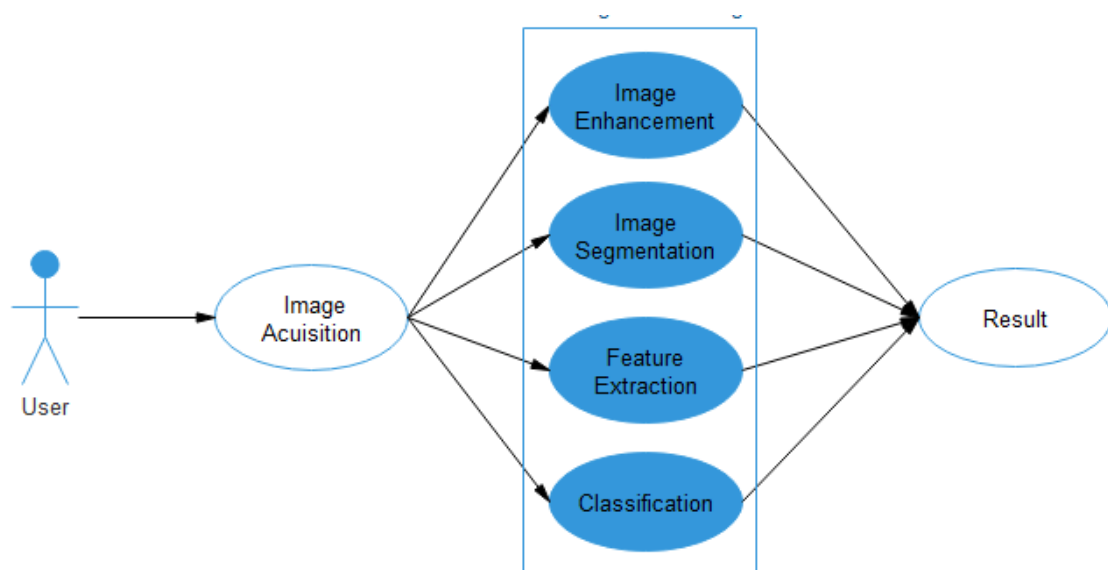 Image
Enhancement
Image
Segmentation
Image
Acuisition
Result
Feature
Extraction
User
Classification